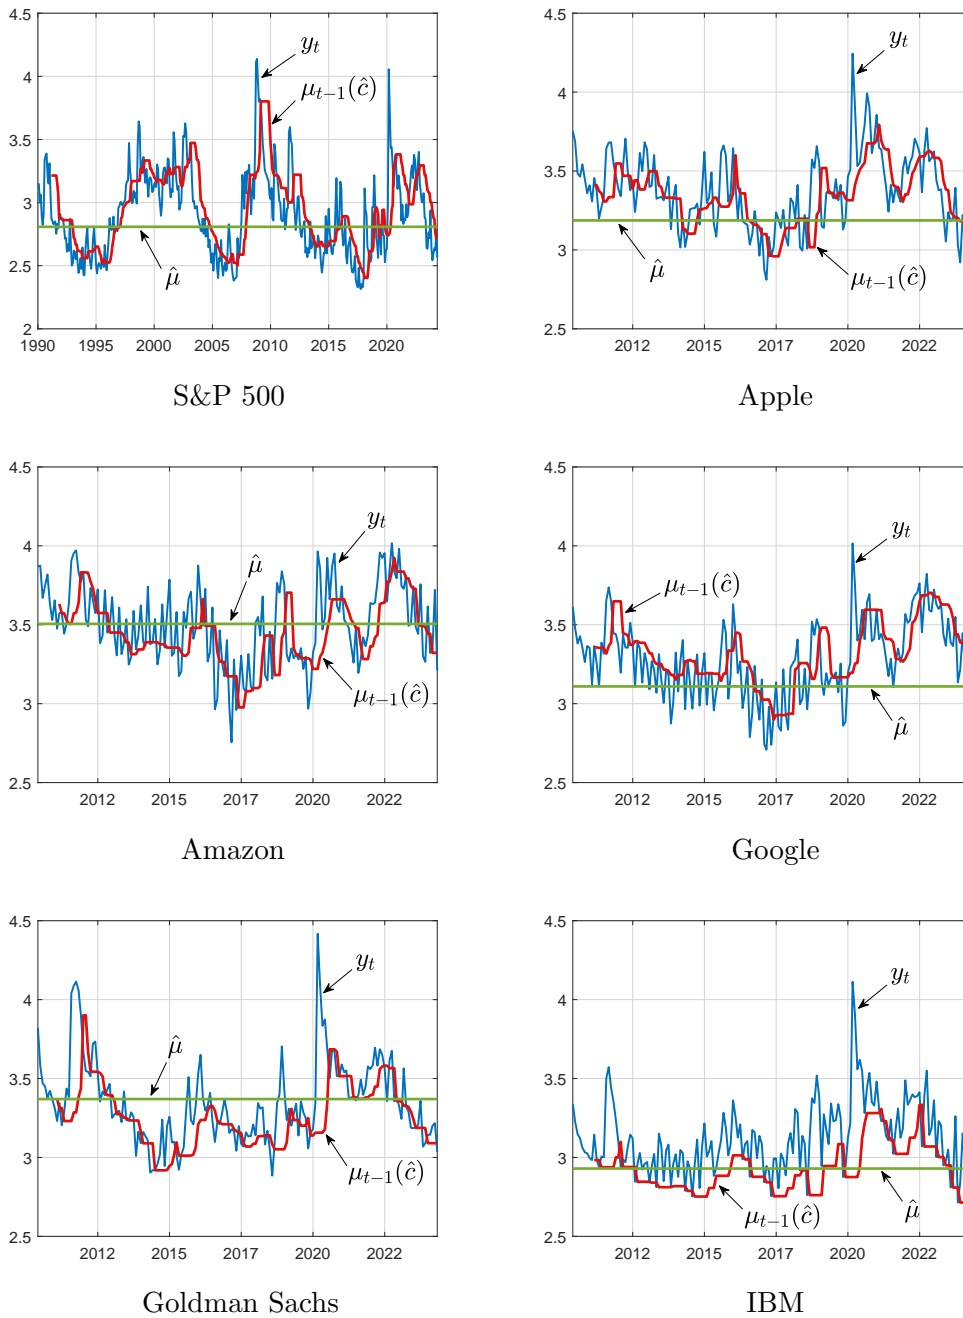 4.5
4
3.5
3
2.5
2
1990 1995 2000 2005 2010 2015 2020
y_t
μ_{t−1}(ĉ)
μ̂
S&P 500
4.5
4
3.5
3
2.5
2012 2015 2017 2020 2022
y_t
μ̂
μ_{t−1}(ĉ)
Apple
4.5
4
3.5
3
2.5
2012 2015 2017 2020 2022
y_t
μ̂
μ_{t−1}(ĉ)
Amazon
4.5
4
3.5
3
2.5
2012 2015 2017 2020 2022
y_t
μ_{t−1}(ĉ)
μ̂
Google
4.5
4
3.5
3
2.5
2012 2015 2017 2020 2022
y_t
μ̂
μ_{t−1}(ĉ)
Goldman Sachs
4.5
4
3.5
3
2.5
2012 2015 2017 2020 2022
y_t
μ_{t−1}(ĉ)
μ̂
IBM